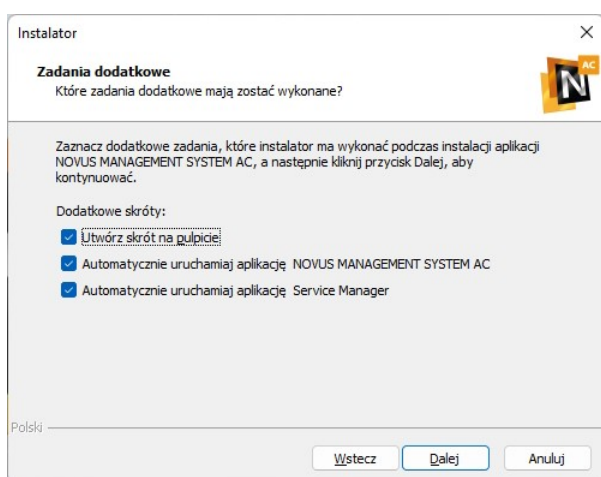 Instalator
Zadania dodatkowe
Które zadania dodatkowe mają zostać wykonane?
AC
N
Zaznacz dodatkowe zadania, które instalator ma wykonać podczas instalacji aplikacji
NOVUS MANAGEMENT SYSTEM AC, a następnie kliknij przycisk Dalej, aby
kontynuować.
Dodatkowe skróty:
Utwórz skrót na pulpicie
Automatycznie uruchamiaj aplikację NOVUS MANAGEMENT SYSTEM AC
Automatycznie uruchamiaj aplikację Service Manager
Polski
Wstecz Dalej Anuluj